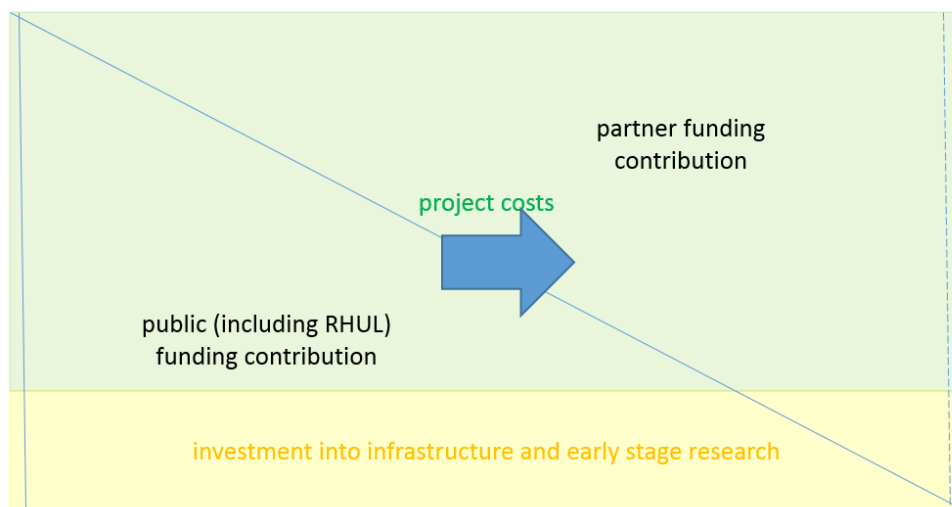 partner funding
contribution
project costs
public (including RHUL)
funding contribution
investment into infrastructure and early stage research